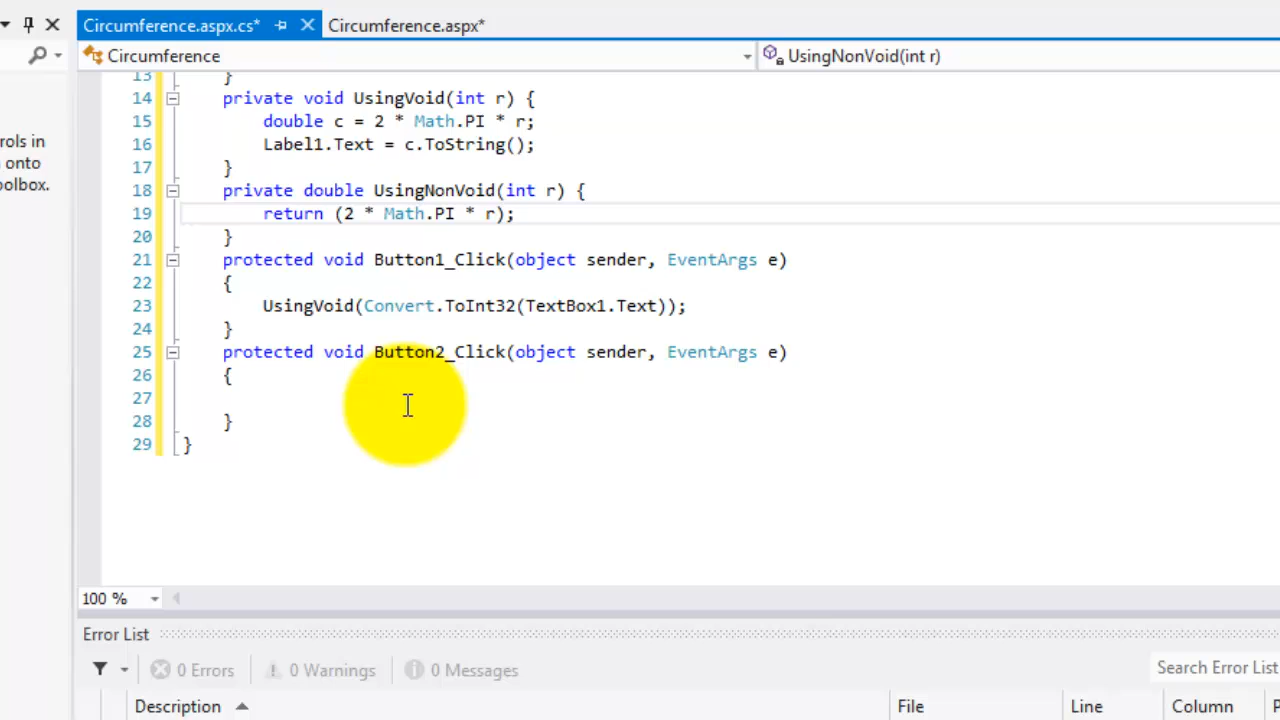 Circumference.aspx.cs* Circumference.aspx*
Circumference UsingNonVoid(int r)
13 }
14 private void UsingVoid(int r) {
15 double c = 2 * Math.PI * r;
16 Label1.Text = c.ToString();
17 }
18 private double UsingNonVoid(int r) {
19 return (2 * Math.PI * r);
20 }
21 protected void Button1_Click(object sender, EventArgs e)
22 {
23 UsingVoid(Convert.ToInt32(TextBox1.Text));
24 }
25 protected void Button2_Click(object sender, EventArgs e)
26 {
27
28 }
29 }
rols in
onto
oolbox.
100 %
Error List
0 Errors 0 Warnings 0 Messages Search Error List
Description File Line Column P